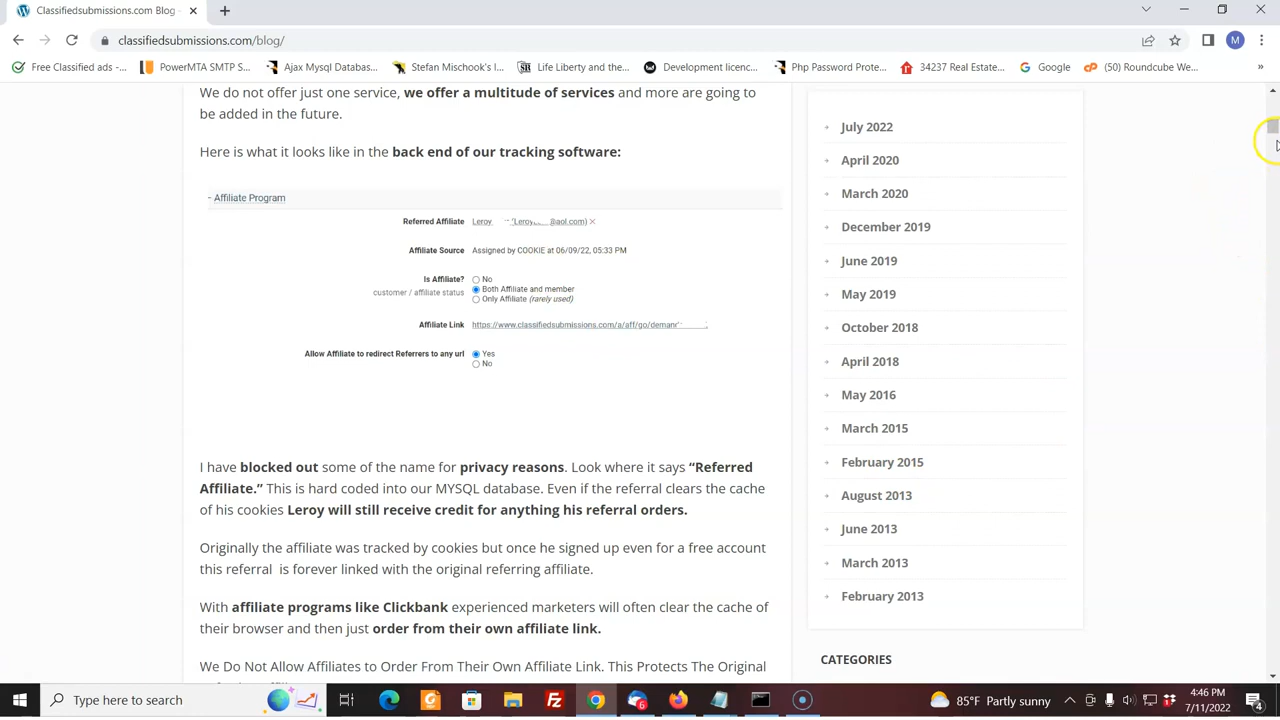 Classifiedsubmissions.com Blog -
classifiedsubmissions.com/blog/
M
Free Classified ads -...
PowerMTA SMTP S...
Ajax Mysql Databas...
Stefan Mischook's I...
Life Liberty and the...
Development licenc...
Php Password Prote...
34237 Real Estate...
Google
(50) Roundcube We...
»
We do not offer just one service, we offer a multitude of services and more are going to
be added in the future.
Here is what it looks like in the back end of our tracking software:
- Affiliate Program
Referred Affiliate Leroy
@aol.com) ×
Affiliate Source Assigned by COOKIE at 06/09/22, 05:33 PM
Is Affiliate? No
customer / affiliate status Both Affiliate and member
Only Affiliate (rarely used)
Affiliate Link https://www.classifiedsubmissions.com/a/aff/go/demanr
Allow Affiliate to redirect Referrers to any url Yes
No
I have blocked out some of the name for privacy reasons. Look where it says “Referred
Affiliate.” This is hard coded into our MYSQL database. Even if the referral clears the cache
of his cookies Leroy will still receive credit for anything his referral orders.
Originally the affiliate was tracked by cookies but once he signed up even for a free account
this referral is forever linked with the original referring affiliate.
With affiliate programs like Clickbank experienced marketers will often clear the cache of
their browser and then just order from their own affiliate link.
We Do Not Allow Affiliates to Order From Their Own Affiliate Link. This Protects The Original
July 2022
April 2020
March 2020
December 2019
June 2019
May 2019
October 2018
April 2018
May 2016
March 2015
February 2015
August 2013
June 2013
March 2013
February 2013
CATEGORIES
Type here to search
6
85°F Partly sunny
4:46 PM
7/11/2022
4